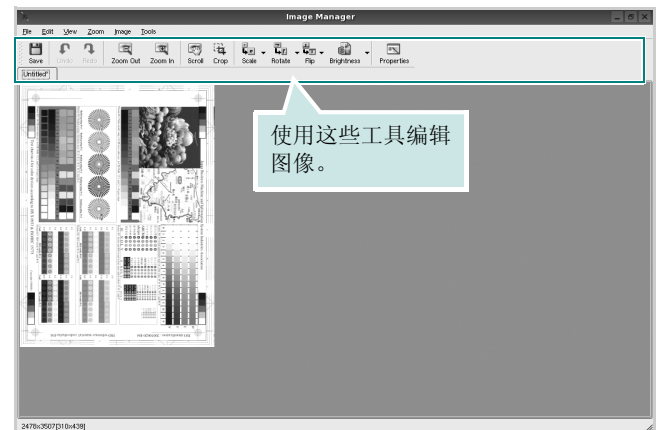 Image Manager
File Edit View Zoom Image Tools
Save Undo Redo Zoom Out Zoom In Scroll Crop Scale Rotate Flip Brightness Properties
Untitled*
使用这些工具编辑
图像。
2478x3507[310x439]